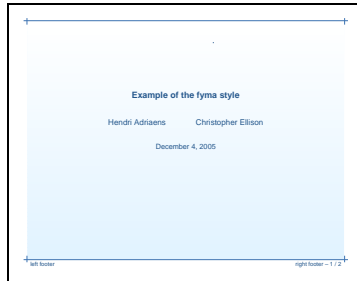 Example of the fyma style
Hendri Adriaens Christopher Ellison
December 4, 2005
left footer right footer – 1 / 2